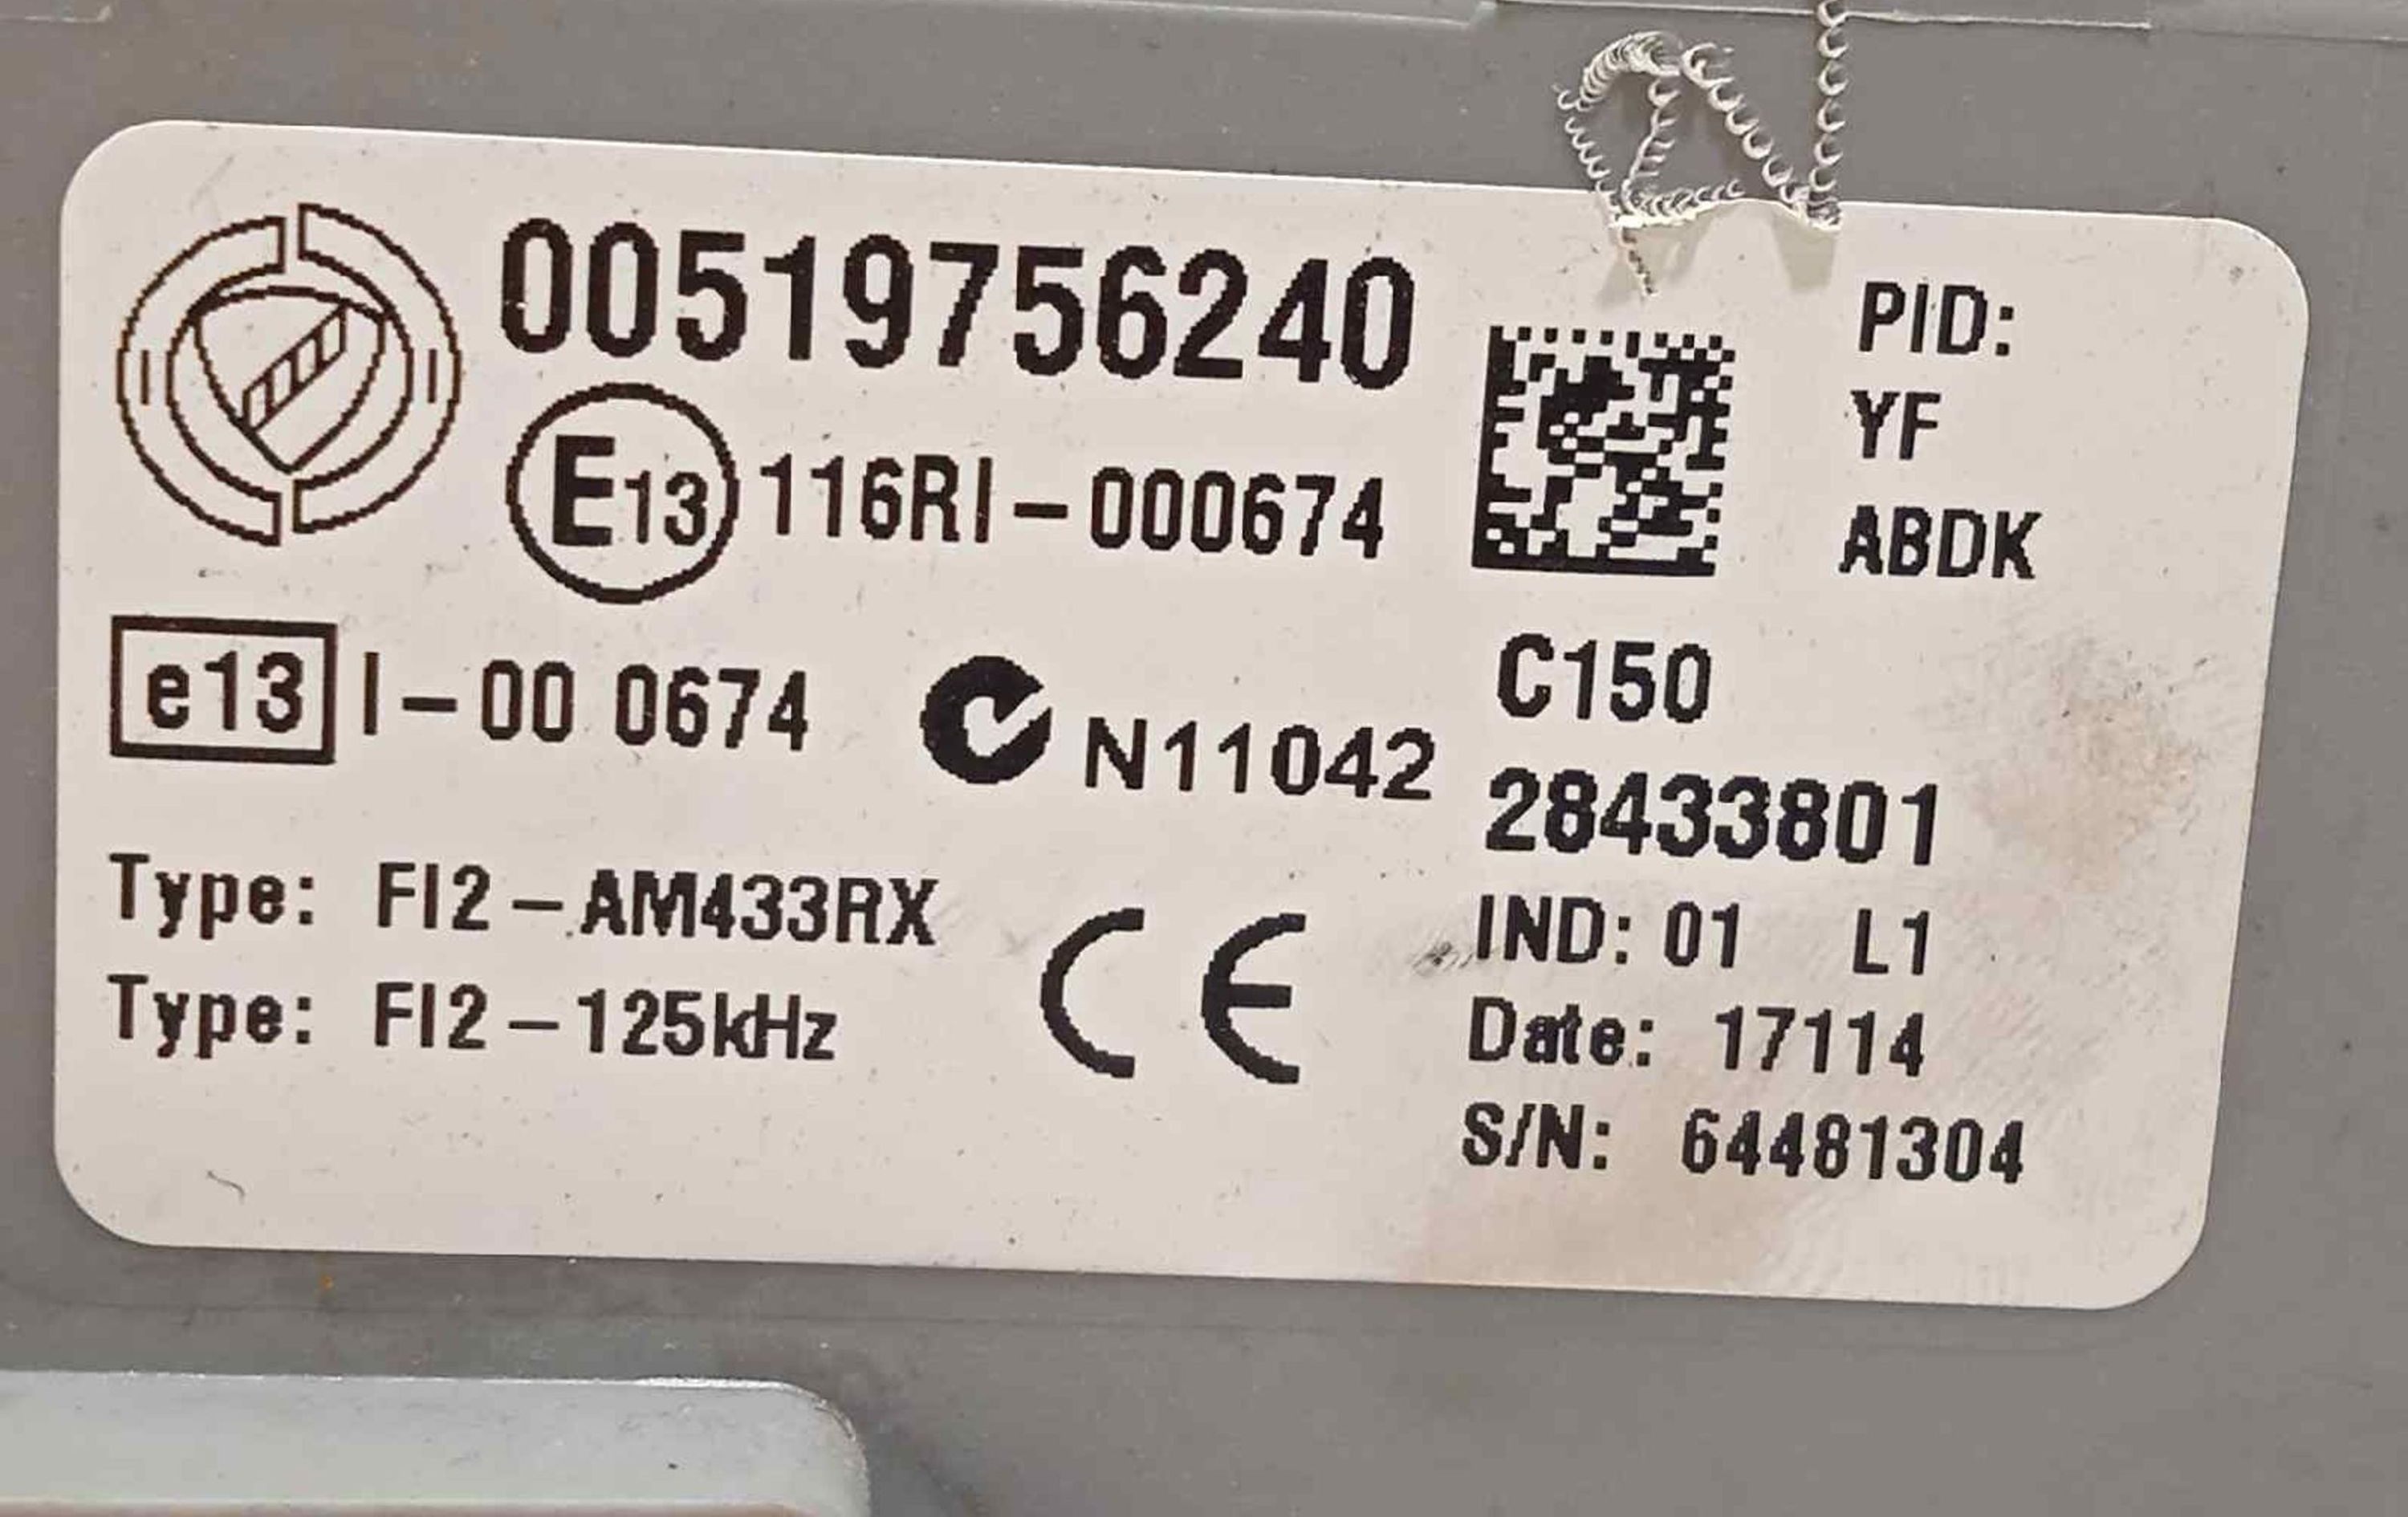 00519756240
E13 116RI-000674
e13 I-00 0674
N11042
Type: FI2-AM433RX
Type: FI2-125kHz
CE
PID:
YF
ABDK
C150
28433801
IND: 01 L1
Date: 17114
S/N: 64481304